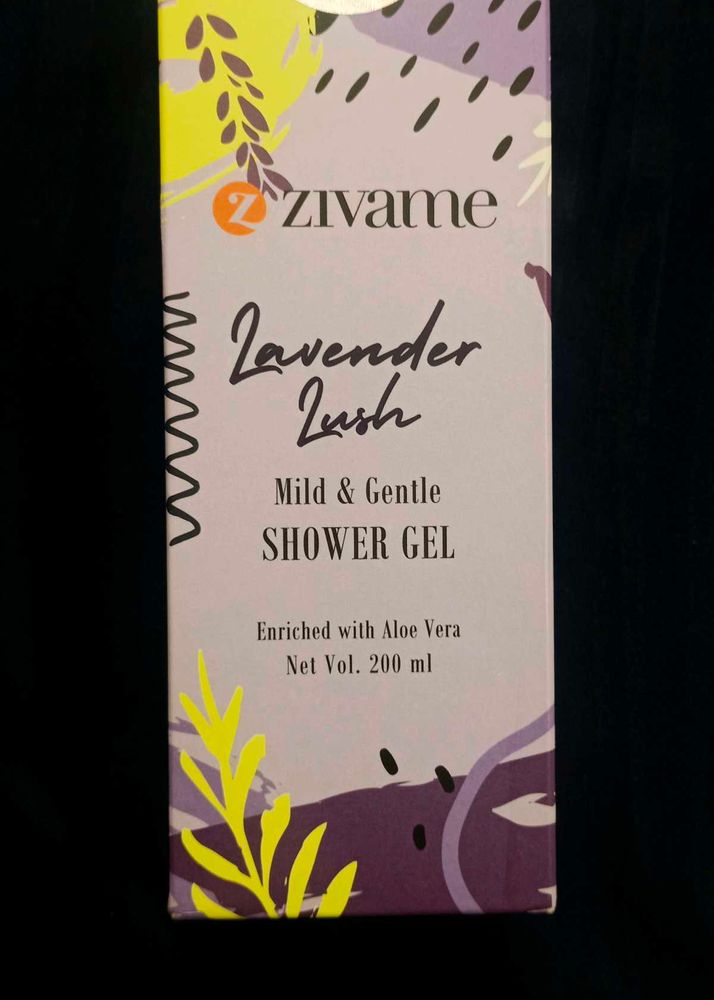 Z zivame
Lavender
Lush
Mild & Gentle
SHOWER GEL
Enriched with Aloe Vera
Net Vol. 200 ml